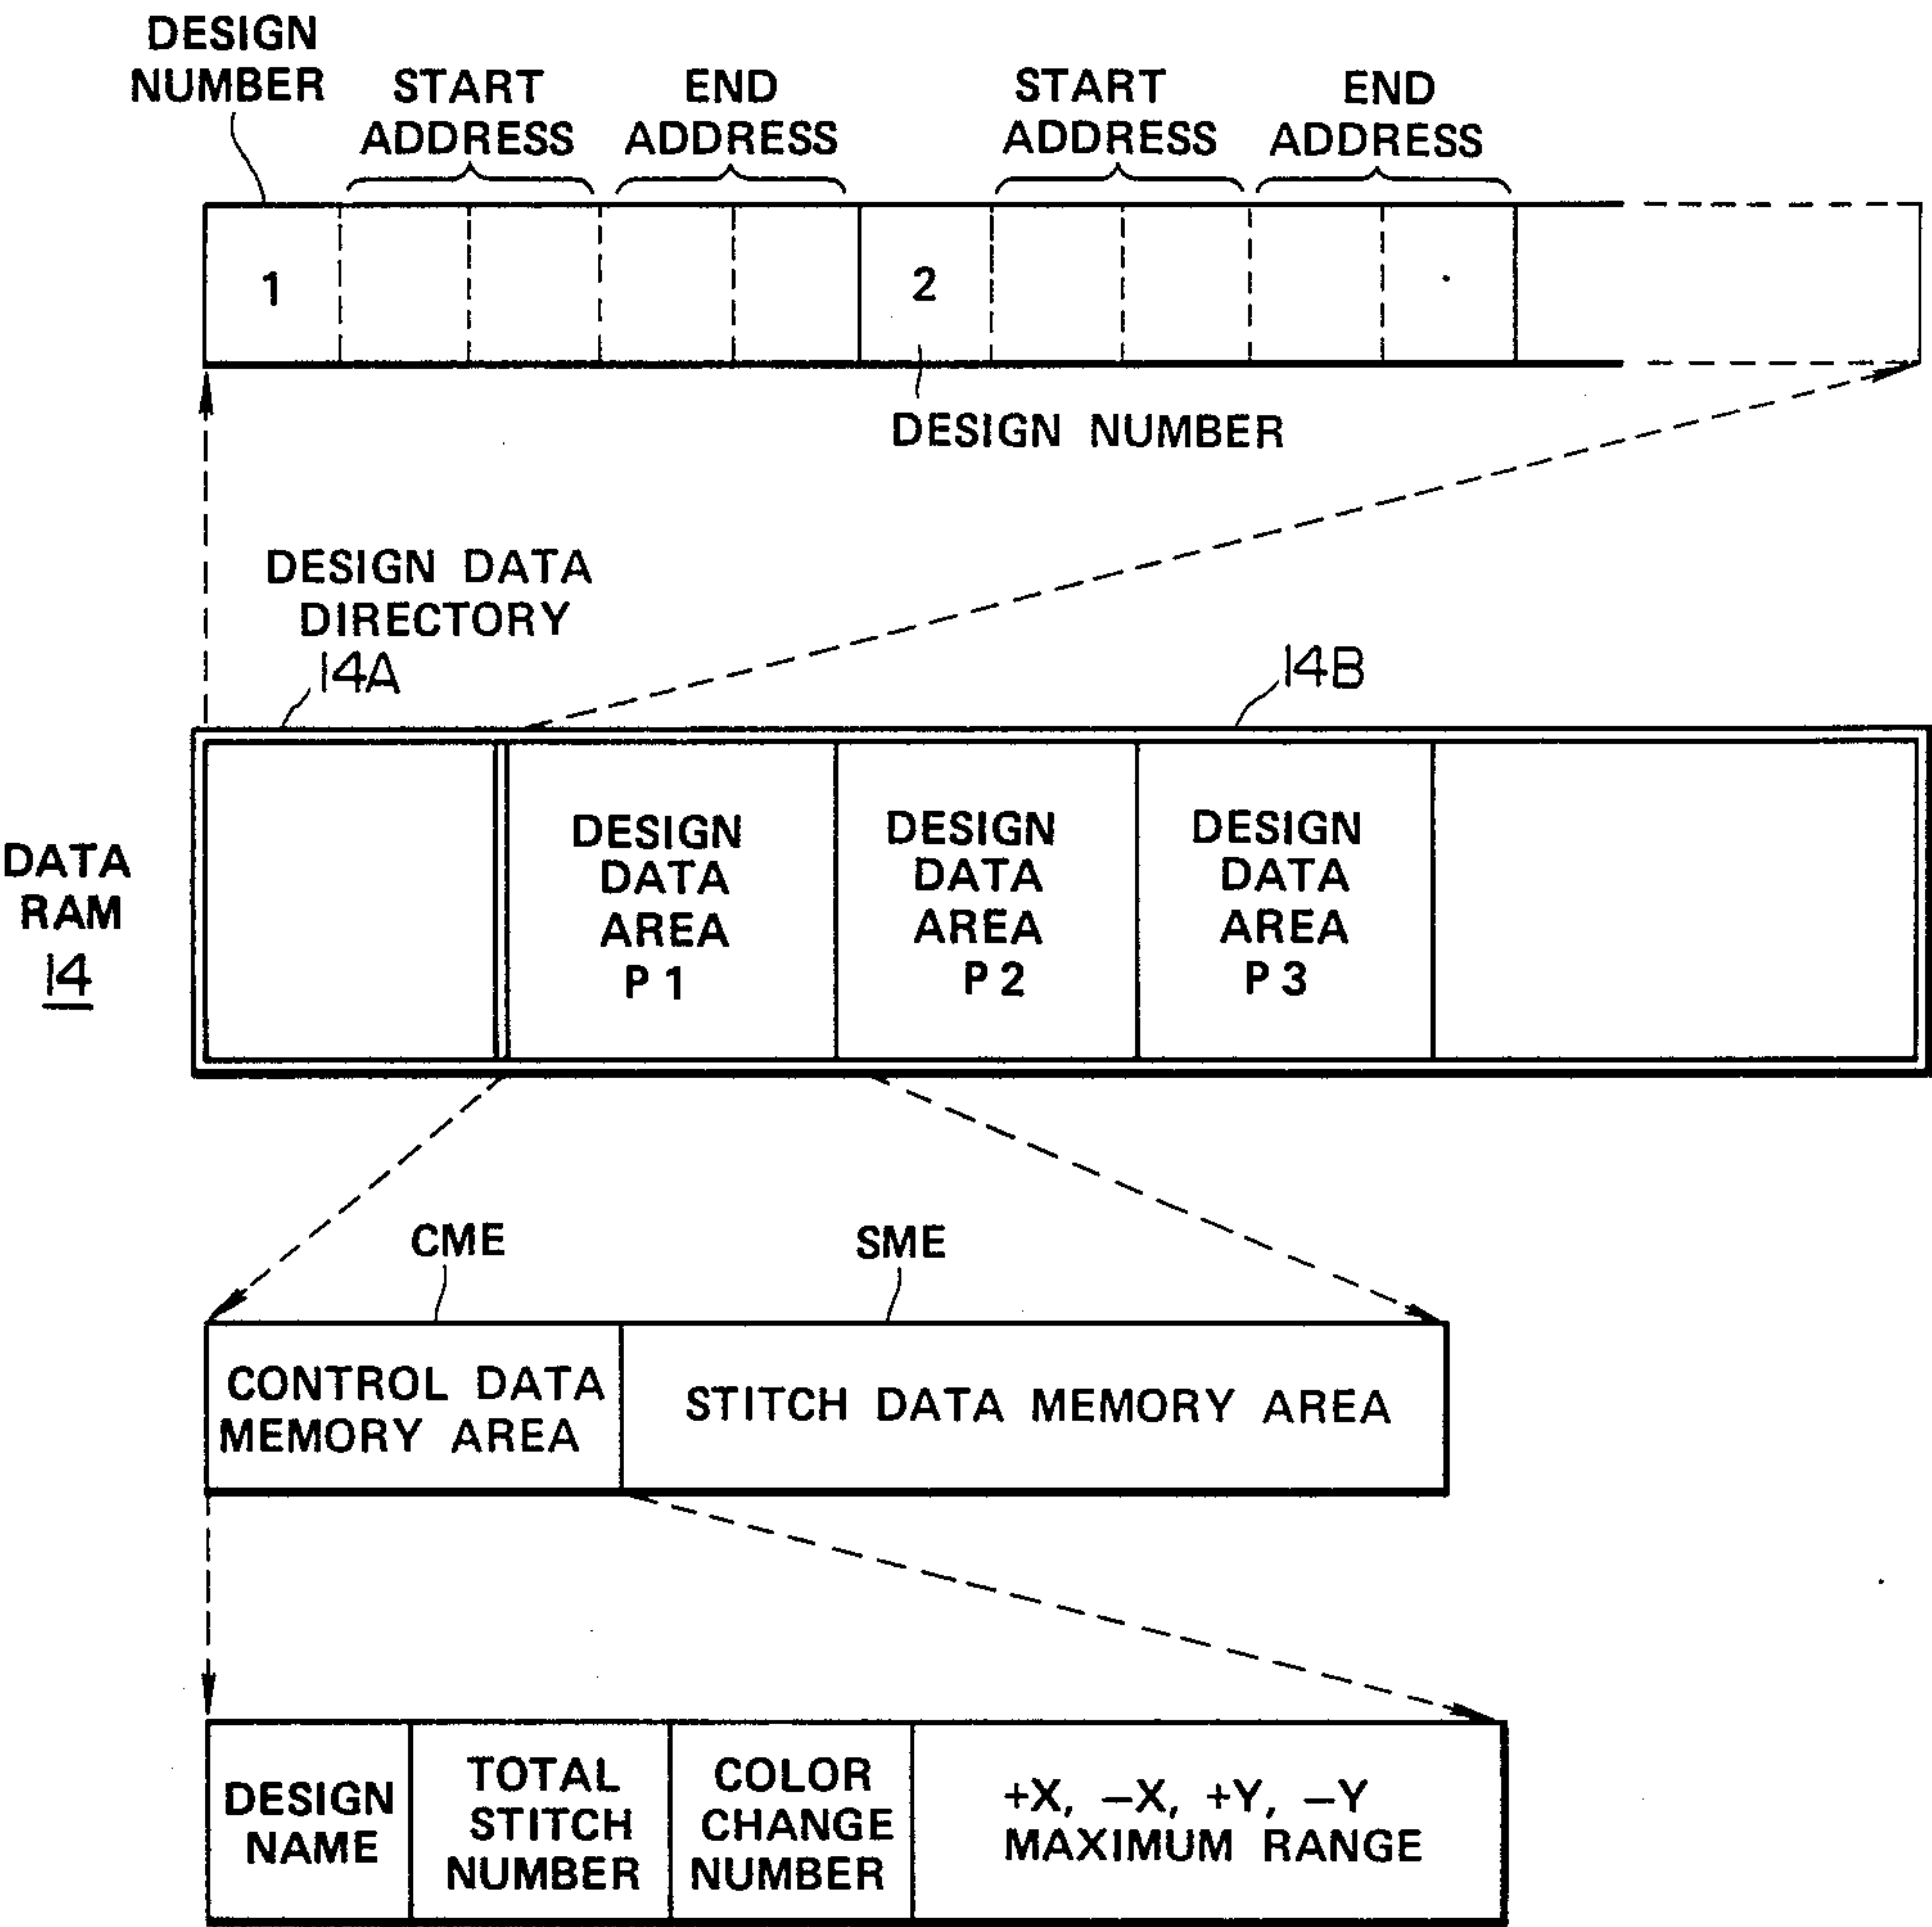 DESIGN
NUMBER
START
ADDRESS
END
ADDRESS
START
ADDRESS
END
ADDRESS
1
2
DESIGN NUMBER
DESIGN DATA
DIRECTORY
14A
14B
DATA
RAM
14
DESIGN
DATA
AREA
P1
DESIGN
DATA
AREA
P2
DESIGN
DATA
AREA
P3
CME
SME
CONTROL DATA
MEMORY AREA
STITCH DATA MEMORY AREA
DESIGN
NAME
TOTAL
STITCH
NUMBER
COLOR
CHANGE
NUMBER
+X, −X, +Y, −Y
MAXIMUM RANGE